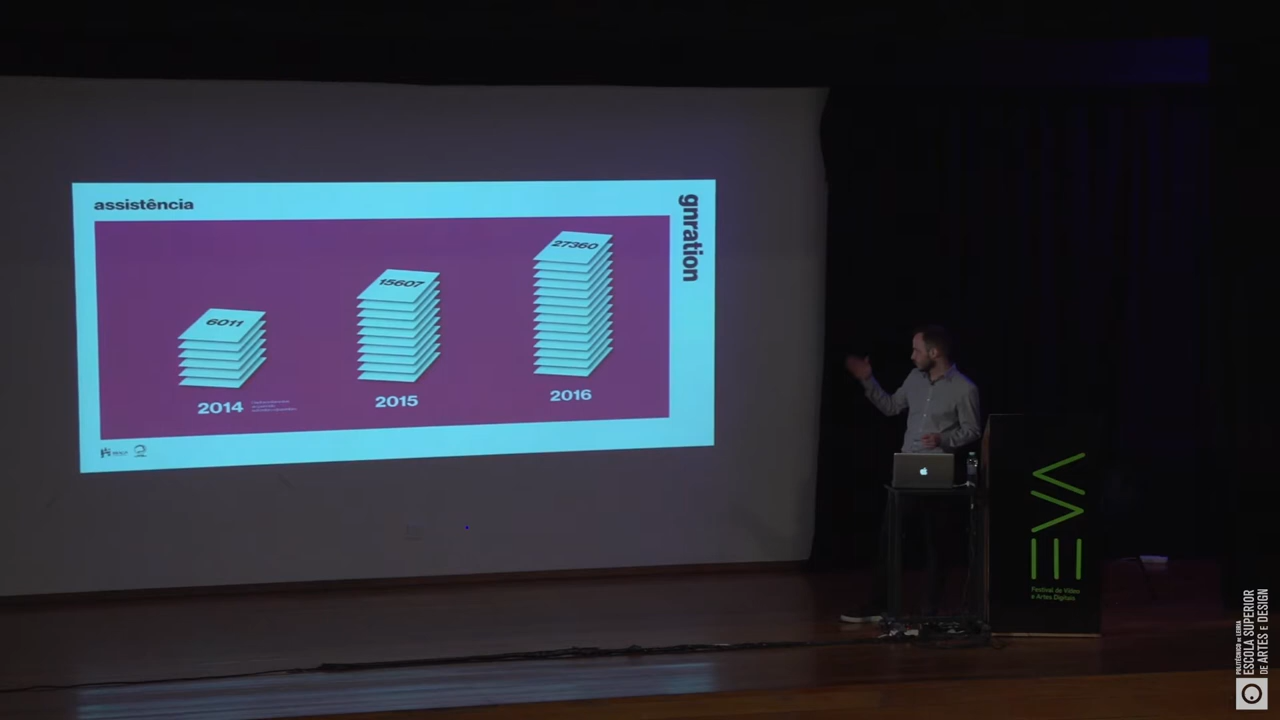 assistência
gnration
6011
15607
27360
2014
2015
2016
EVA
Festival de Vídeo
e Artes Digitais
POLITÉCNICO DE LEIRIA
ESCOLA SUPERIOR
DE ARTES E DESIGN